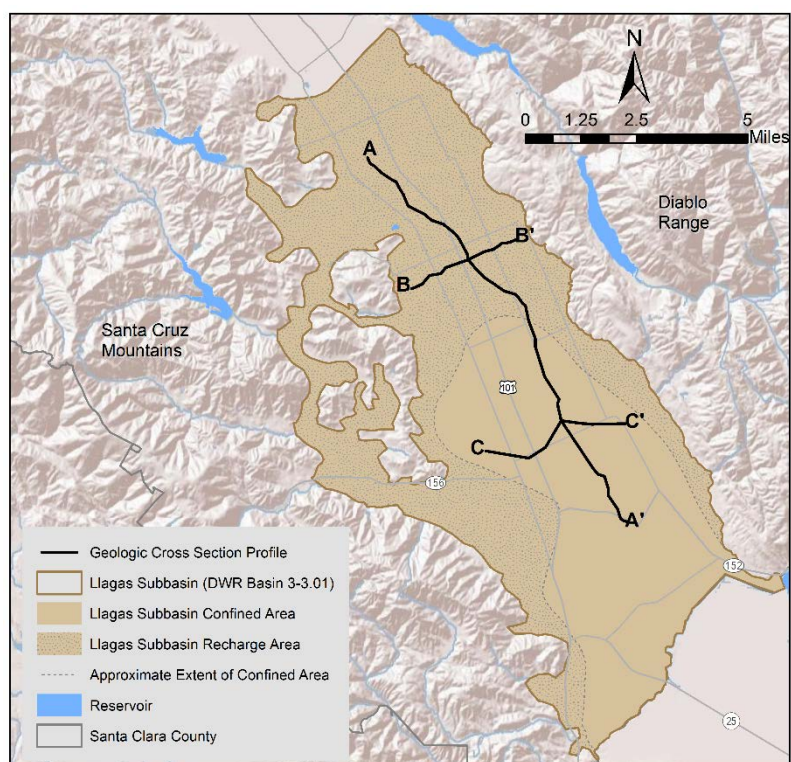 N
0 1.25 2.5 5
Miles
A
Diablo
Range
B'
B
Santa Cruz
Mountains
101
C'
C
156
A'
152
25
Geologic Cross Section Profile
Llagas Subbasin (DWR Basin 3-3.01)
Llagas Subbasin Confined Area
Llagas Subbasin Recharge Area
Approximate Extent of Confined Area
Reservoir
Santa Clara County